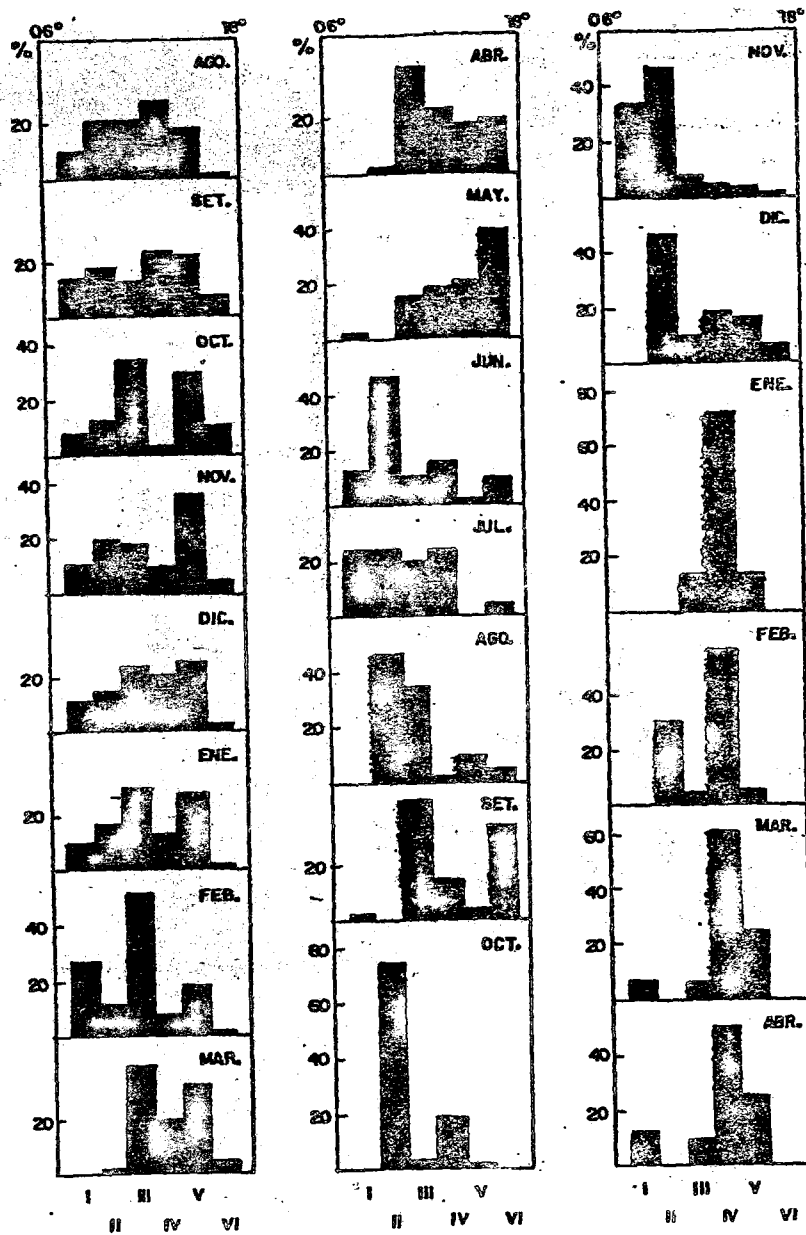 06° 18°
%
AGO.
20
SET.
20
OCT.
40
20
NOV.
40
20
DIC.
20
ENE.
20
FEB.
40
20
MAR.
20
I III V
II IV VI
06° 18°
%
ABR.
20
MAY.
40
20
JUN.
40
20
JUL.
20
AGO.
40
20
SET.
20
OCT.
80
60
40
20
I III V
II IV VI
06° 18°
%
NOV.
40
20
DIC.
40
20
ENE.
80
60
40
20
FEB.
40
20
MAR.
60
40
20
ABR.
40
20
I III V
II IV VI